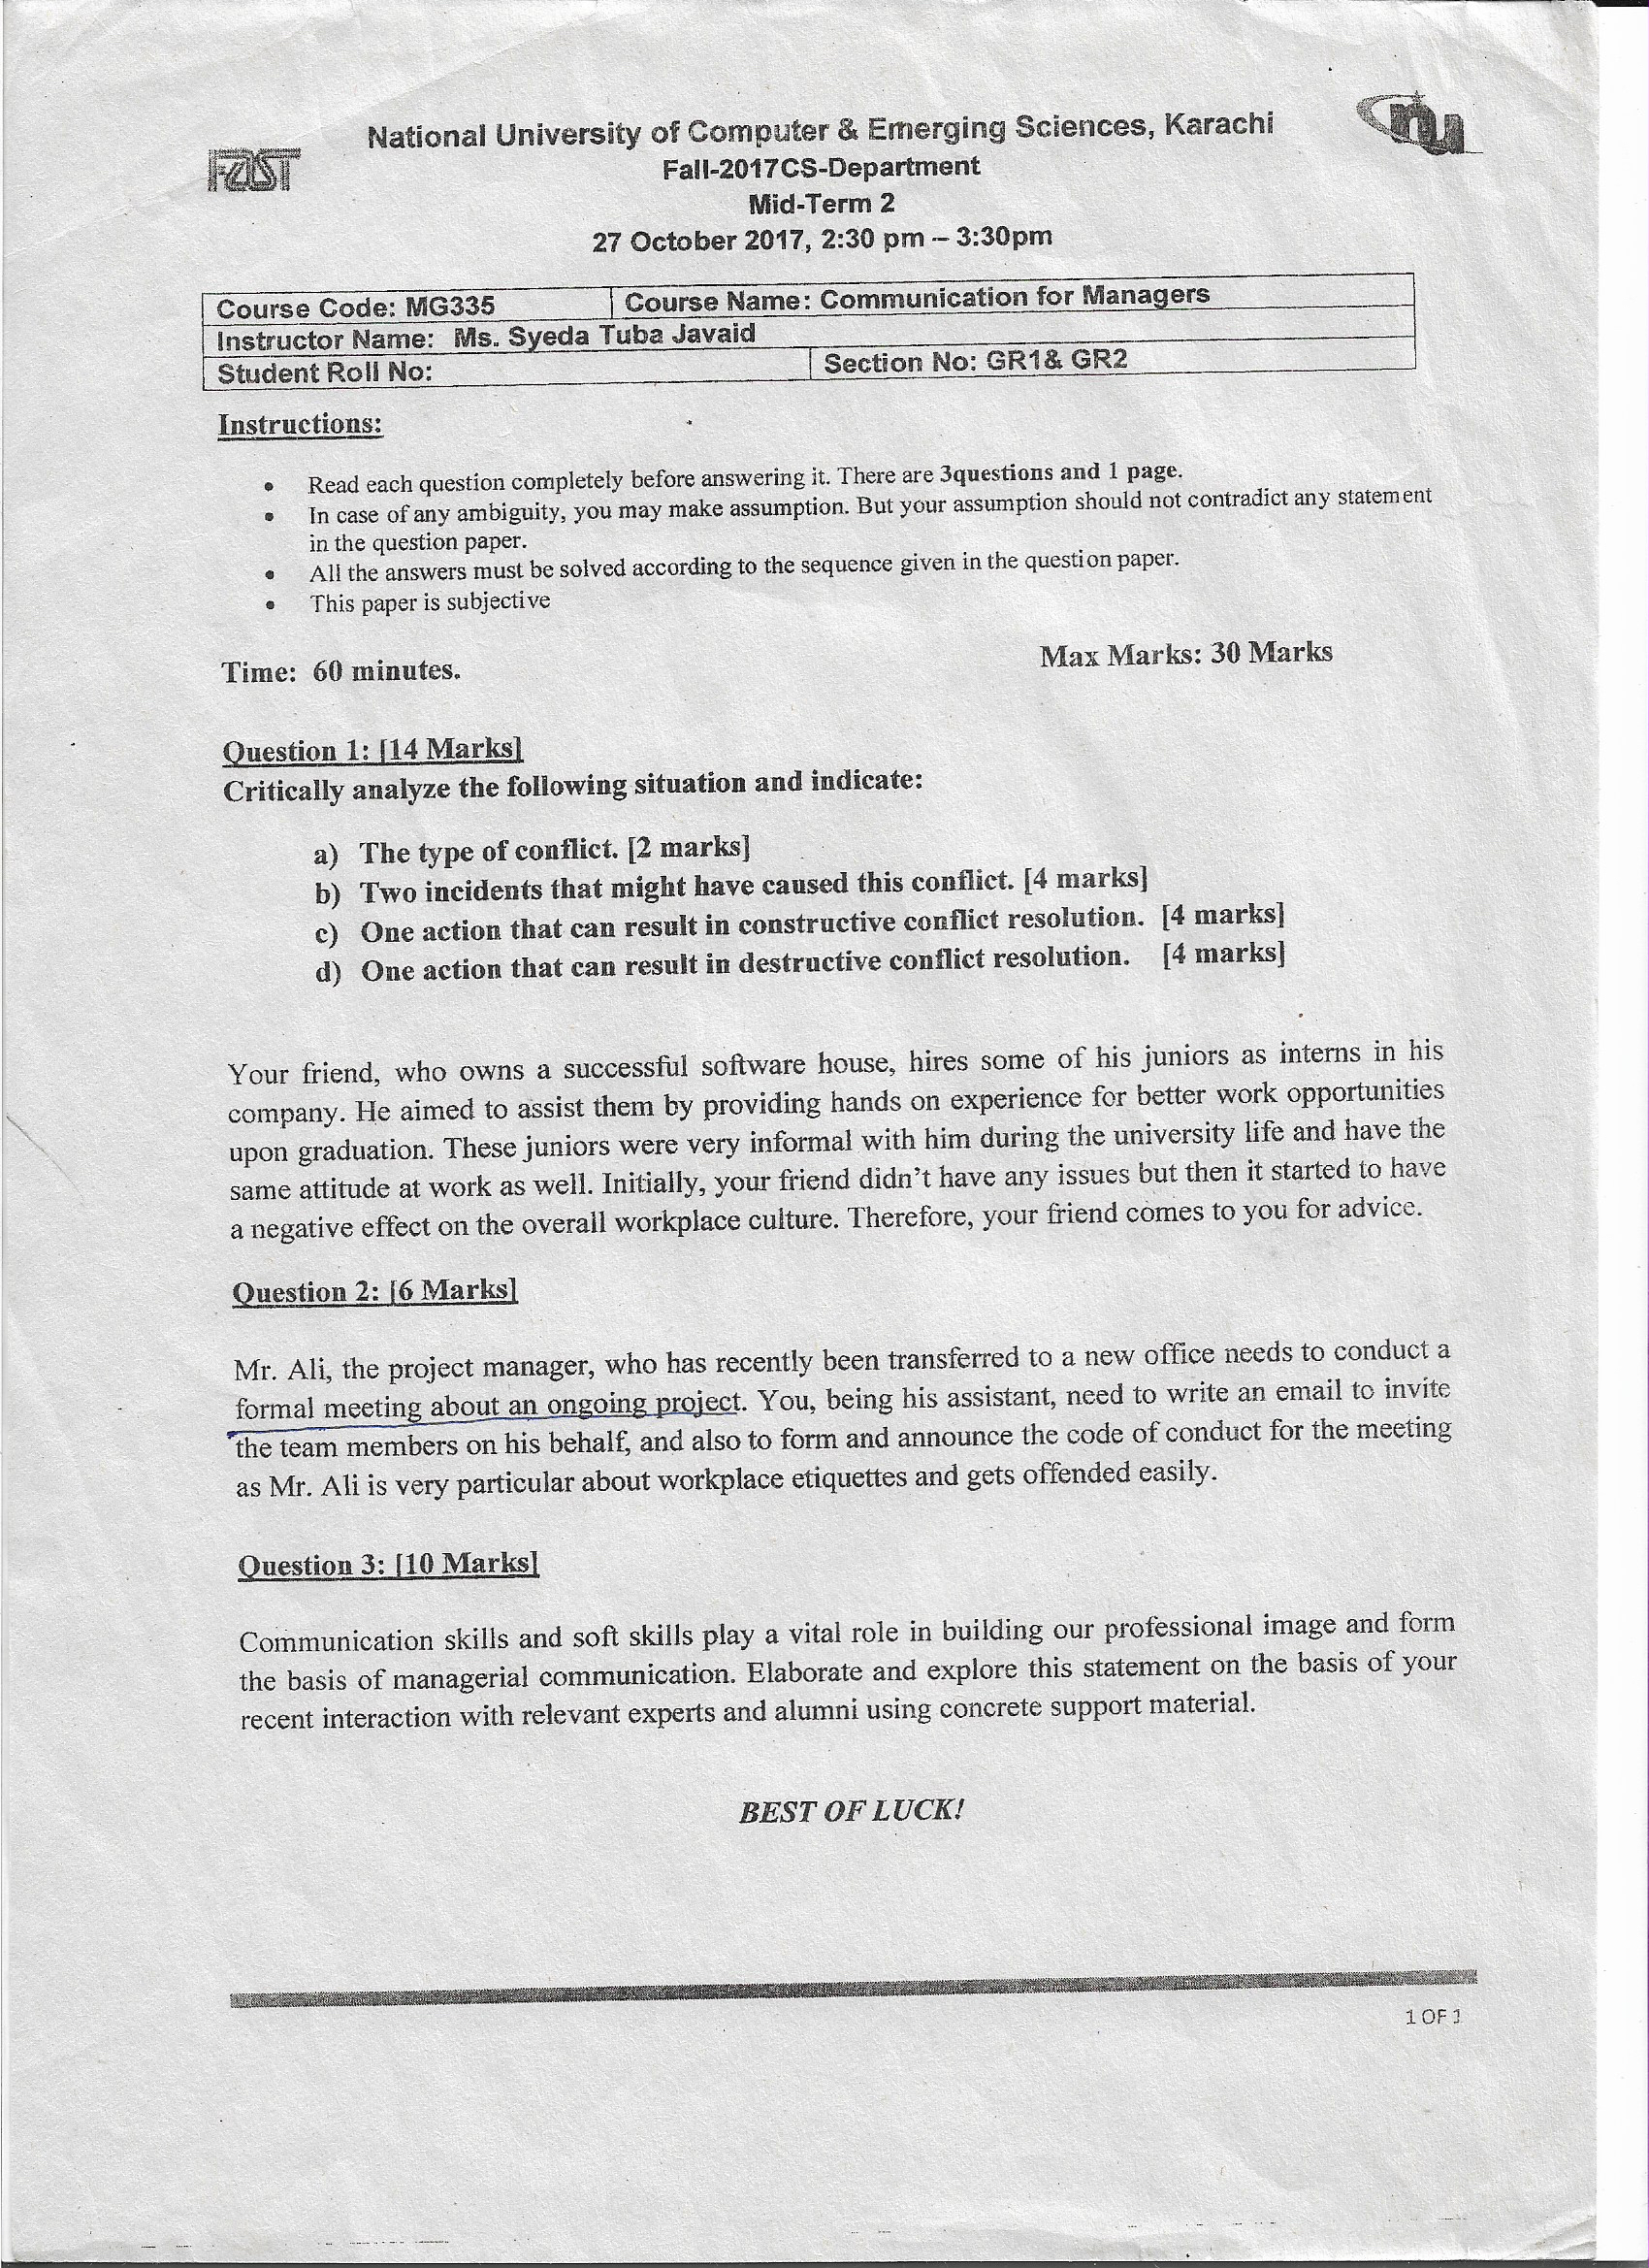 National University of Computer & Emerging Sciences, Karachi
nu
FAST
Fall-2017CS-Department
Mid-Term 2
27 October 2017, 2:30 pm – 3:30pm
Course Code: MG335 Course Name: Communication for Managers
Instructor Name: Ms. Syeda Tuba Javaid
Student Roll No: Section No: GR1& GR2
Instructions:
• Read each question completely before answering it. There are 3questions and 1 page.
• In case of any ambiguity, you may make assumption. But your assumption should not contradict any statement
in the question paper.
• All the answers must be solved according to the sequence given in the question paper.
• This paper is subjective
Time: 60 minutes. Max Marks: 30 Marks
Question 1: [14 Marks]
Critically analyze the following situation and indicate:
a) The type of conflict. [2 marks]
b) Two incidents that might have caused this conflict. [4 marks]
c) One action that can result in constructive conflict resolution. [4 marks]
d) One action that can result in destructive conflict resolution. [4 marks]
Your friend, who owns a successful software house, hires some of his juniors as interns in his
company. He aimed to assist them by providing hands on experience for better work opportunities
upon graduation. These juniors were very informal with him during the university life and have the
same attitude at work as well. Initially, your friend didn't have any issues but then it started to have
a negative effect on the overall workplace culture. Therefore, your friend comes to you for advice.
Question 2: [6 Marks]
Mr. Ali, the project manager, who has recently been transferred to a new office needs to conduct a
formal meeting about an ongoing project. You, being his assistant, need to write an email to invite
the team members on his behalf, and also to form and announce the code of conduct for the meeting
as Mr. Ali is very particular about workplace etiquettes and gets offended easily.
Question 3: [10 Marks]
Communication skills and soft skills play a vital role in building our professional image and form
the basis of managerial communication. Elaborate and explore this statement on the basis of your
recent interaction with relevant experts and alumni using concrete support material.
BEST OF LUCK!
1 OF 1